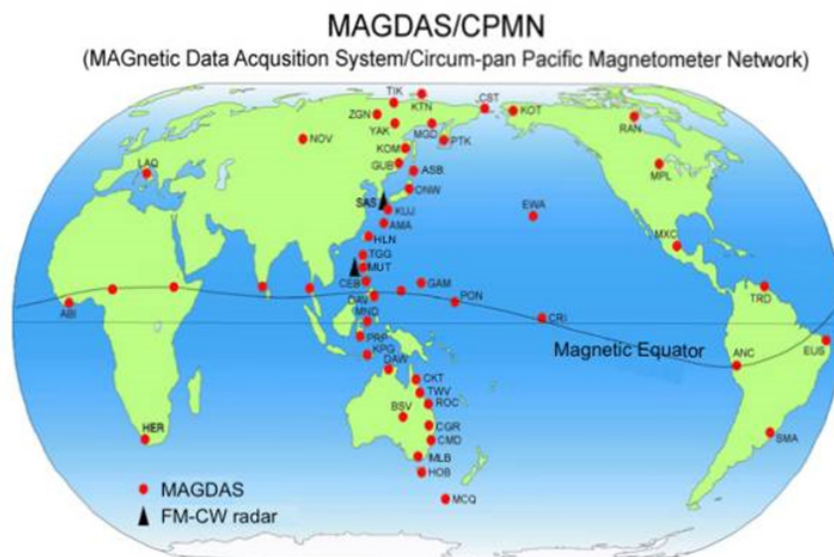 MAGDAS/CPMN
(MAGnetic Data Acqusition System/Circum-pan Pacific Magnetometer Network)
TIK
KTN
CST
KOT
ZGN
YAK
MGD
PTK
RAN
NOV
KOM
GUB
ASB
MPL
LAQ
ONW
SAS
KUJ
EWA
AMA
HLN
MXC
TGG
MUT
CEB
GAM
TRD
DAV
PON
ABI
MND
CRI
PRP
Magnetic Equator
EUS
KPG
ANC
DAW
CKT
TWV
BSV
ROC
HER
CGR
SMA
CMD
MLB
HOB
MAGDAS
MCQ
FM-CW radar